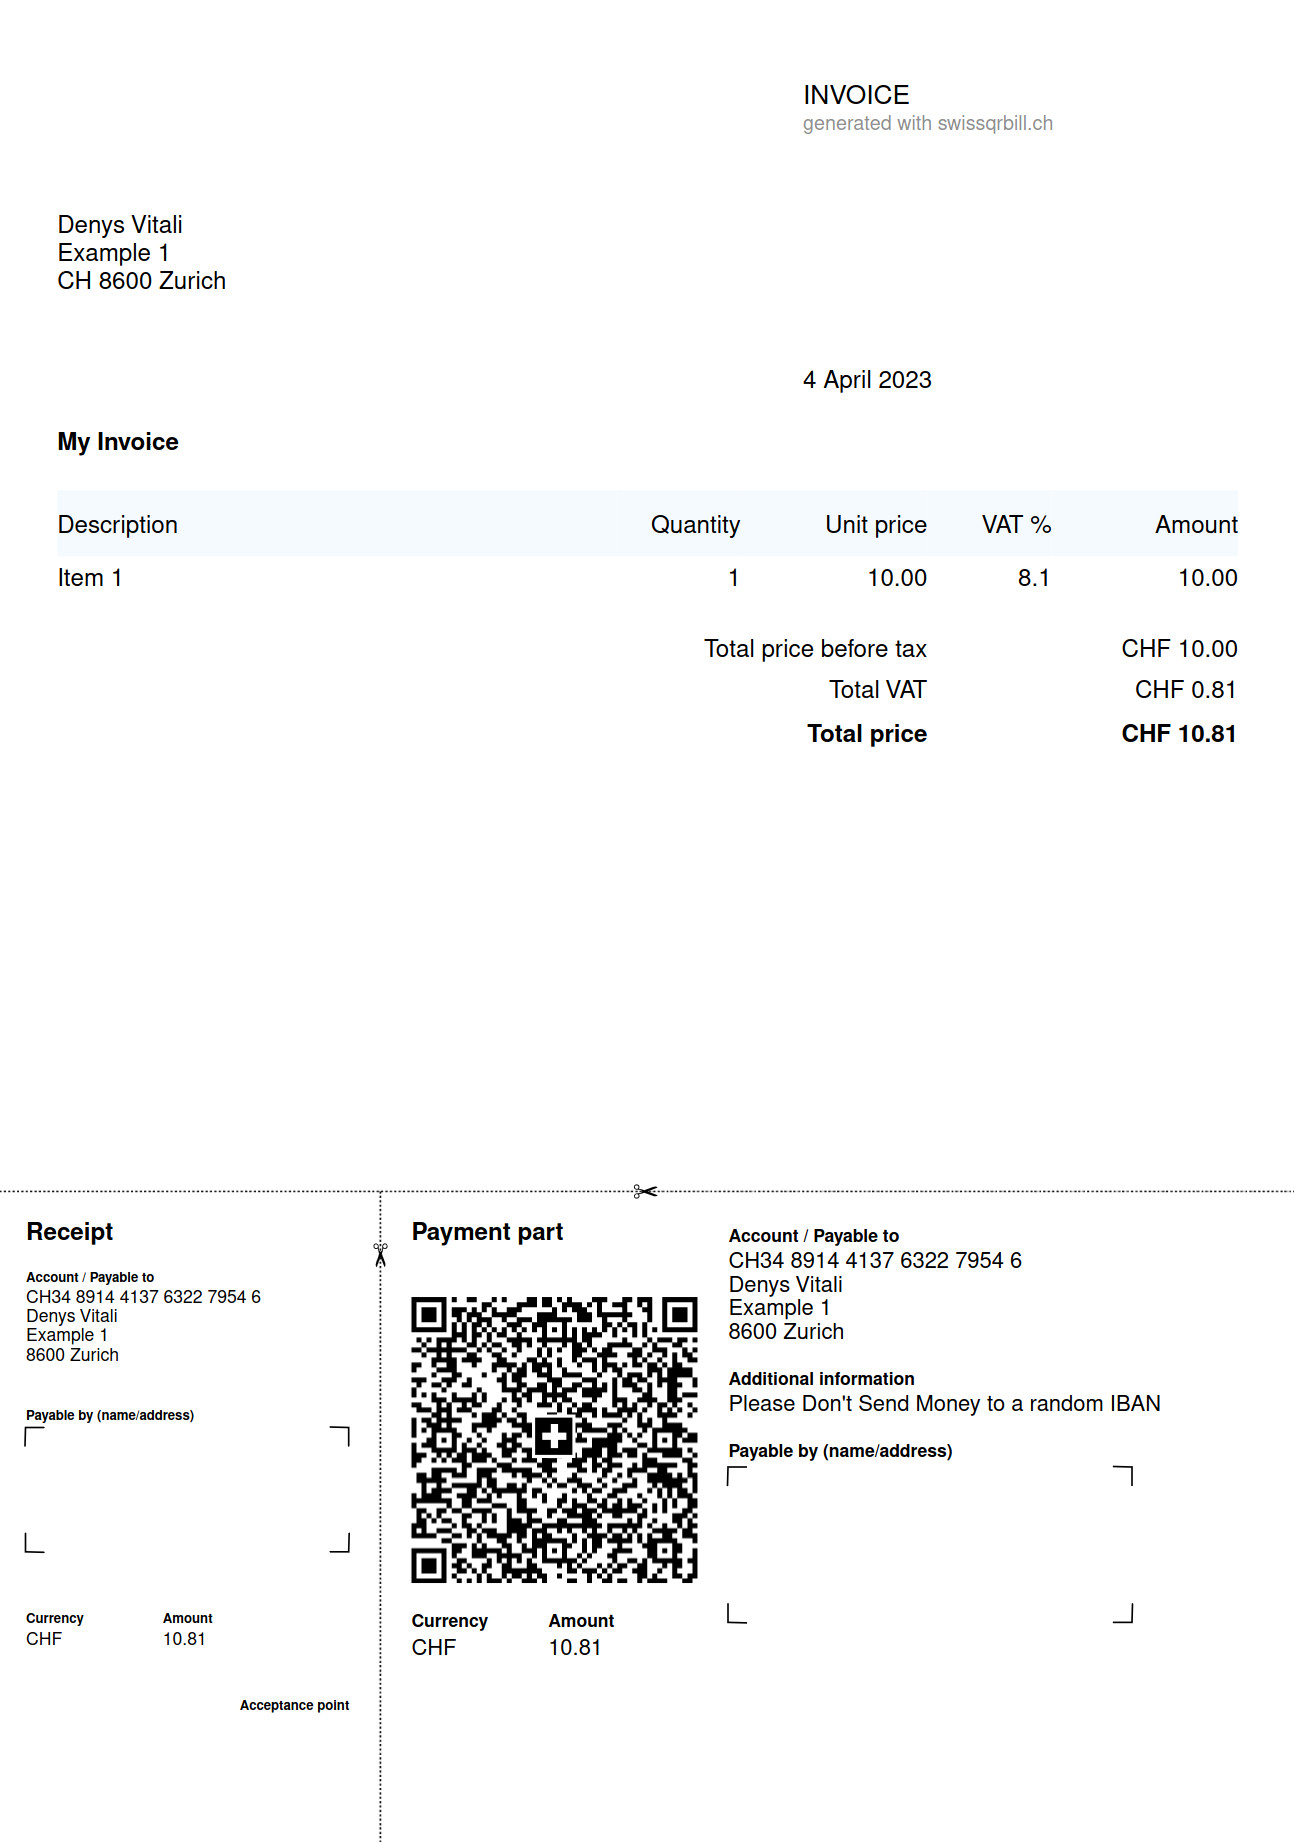 INVOICE
generated with swissqrbill.ch
Denys Vitali
Example 1
CH 8600 Zurich
4 April 2023
My Invoice
Description Quantity Unit price VAT % Amount
Item 1 1 10.00 8.1 10.00
Total price before tax CHF 10.00
Total VAT CHF 0.81
Total price CHF 10.81
Receipt
Account / Payable to
CH34 8914 4137 6322 7954 6
Denys Vitali
Example 1
8600 Zurich
Payable by (name/address)
Currency Amount
CHF 10.81
Acceptance point
Payment part
Currency Amount
CHF 10.81
Account / Payable to
CH34 8914 4137 6322 7954 6
Denys Vitali
Example 1
8600 Zurich
Additional information
Please Don't Send Money to a random IBAN
Payable by (name/address)